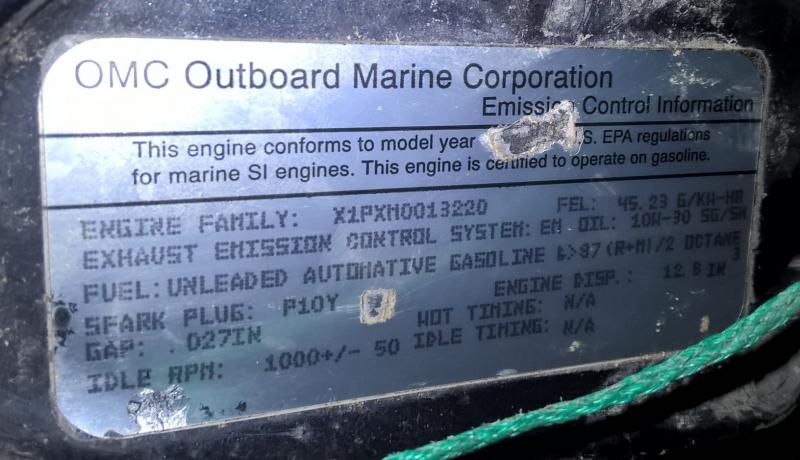 OMC Outboard Marine Corporation
Emission Control Information
This engine conforms to model year S. EPA regulations
for marine SI engines. This engine is certified to operate on gasoline.
ENGINE FAMILY: X1PXM0013220 FEL: 45.23 G/KW-HR
EXHAUST EMISSION CONTROL SYSTEM: EM OIL: 10W-30 SG/SH
FUEL: UNLEADED AUTOMATIVE GASOLINE &>87 (R+M)/2 OCTANE
SPARK PLUG: P10Y ENGINE DISP.: 12.8 IN 3
GAP: .027IN WOT TIMING: N/A
IDLE RPM: 1000+/- 50 IDLE TIMING: N/A